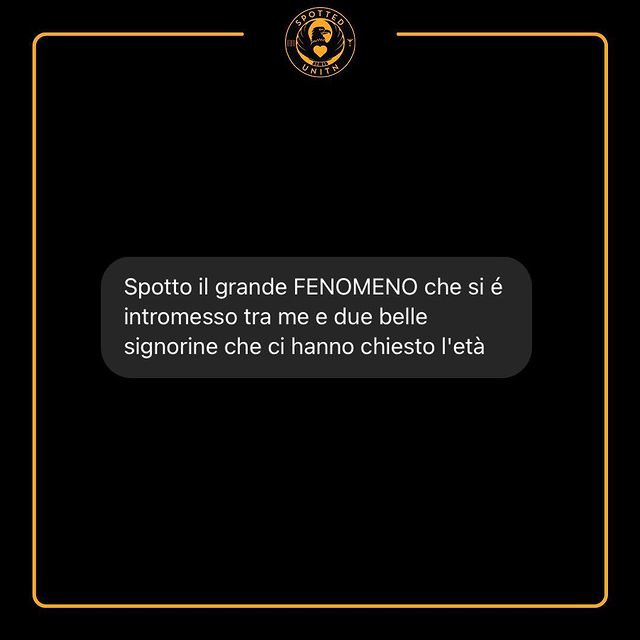 SPOTTED
UNITN
Spotto il grande FENOMENO che si é
intromesso tra me e due belle
signorine che ci hanno chiesto l'età